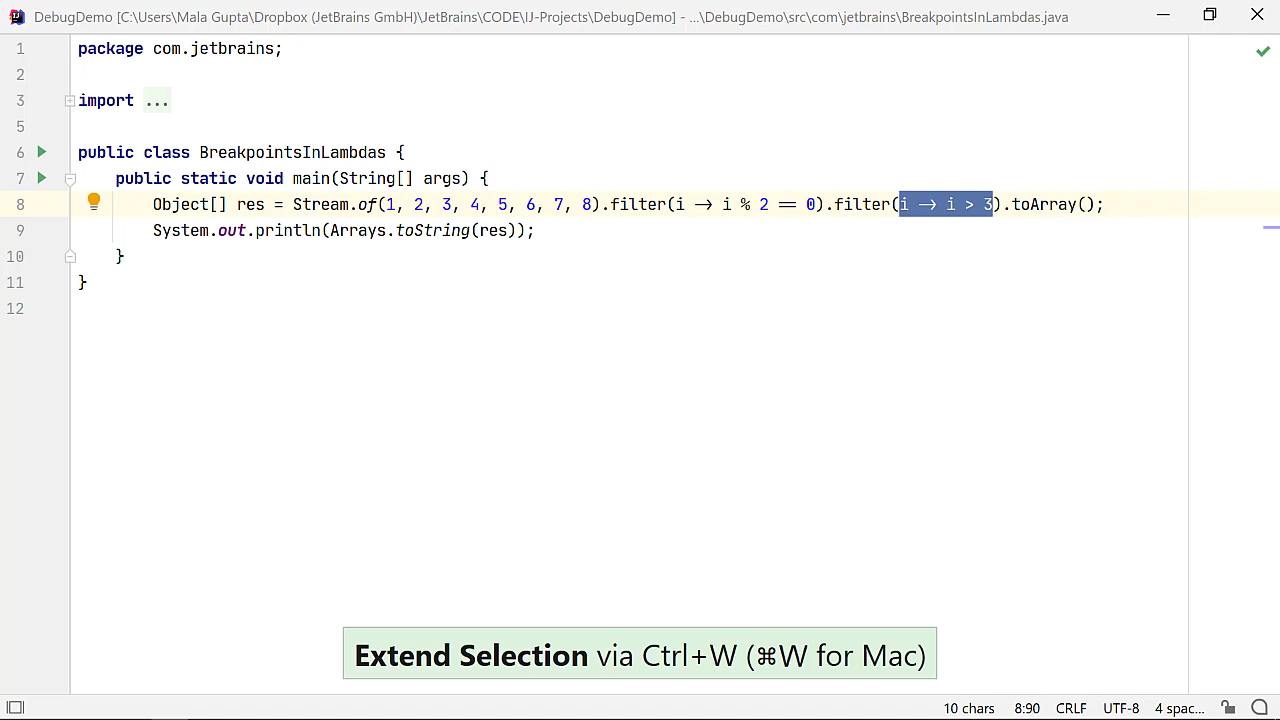 DebugDemo [C:\Users\Mala Gupta\Dropbox (JetBrains GmbH)\JetBrains\CODE\IJ-Projects\DebugDemo] - ...\DebugDemo\src\com\jetbrains\BreakpointsInLambdas.java
1 package com.jetbrains;
2
3 import ...
5
6 public class BreakpointsInLambdas {
7 public static void main(String[] args) {
8 Object[] res = Stream.of(1, 2, 3, 4, 5, 6, 7, 8).filter(i -> i % 2 == 0).filter(i -> i > 3).toArray();
9 System.out.println(Arrays.toString(res));
10 }
11 }
12
Extend Selection via Ctrl+W (⌘W for Mac)
10 chars 8:90 CRLF UTF-8 4 spac...